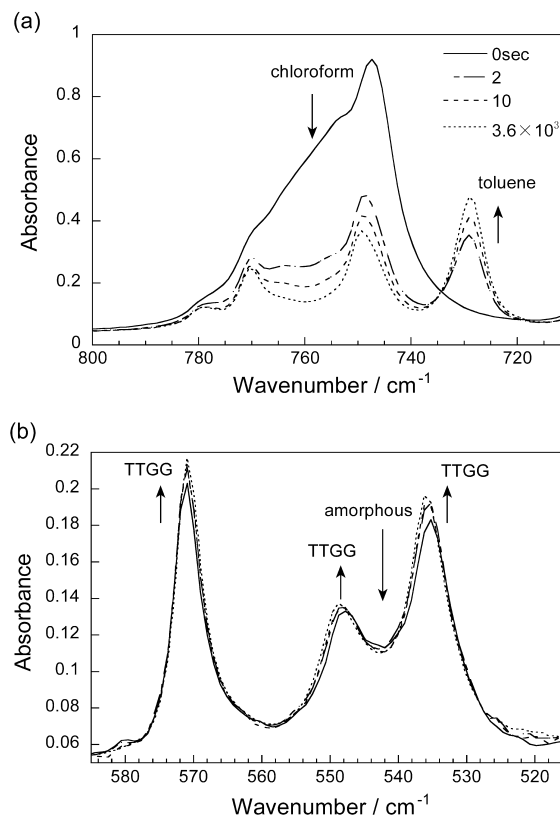 (a)
1
0.8
0.6
0.4
0.2
0
Absorbance
chloroform
0sec
2
10
3.6×10³
toluene
800
780
760
740
720
Wavenumber / cm⁻¹
(b)
0.22
0.2
0.18
0.16
0.14
0.12
0.1
0.08
0.06
Absorbance
TTGG
TTGG
amorphous
TTGG
580
570
560
550
540
530
520
Wavenumber / cm⁻¹